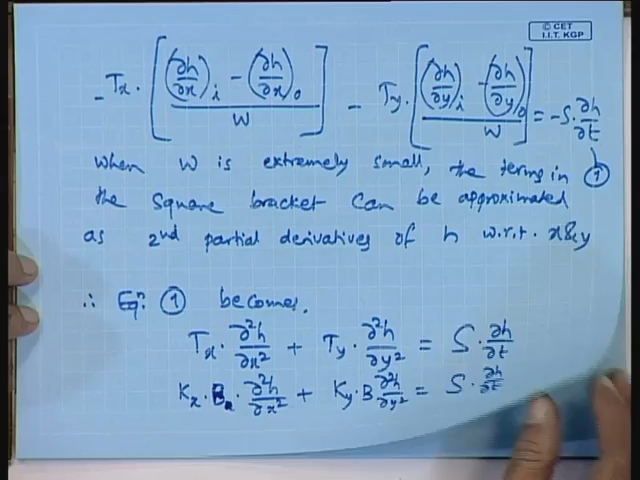 © CET
I.I.T. KGP
- Tx · [ ((∂h/∂x)i - (∂h/∂x)o) / W ] - Ty · [ ((∂h/∂y)i - (∂h/∂y)o) / W ] = -S · ∂h/∂t
When W is extremely small, the terms in ①
the square bracket can be approximated
as 2nd partial derivatives of h w.r.t. x & y
∴ Eqn ① becomes,
Tx · ∂²h/∂x² + Ty · ∂²h/∂y² = S · ∂h/∂t
Kx · B · ∂²h/∂x² + Ky · B ∂²h/∂y² = S · ∂h/∂t